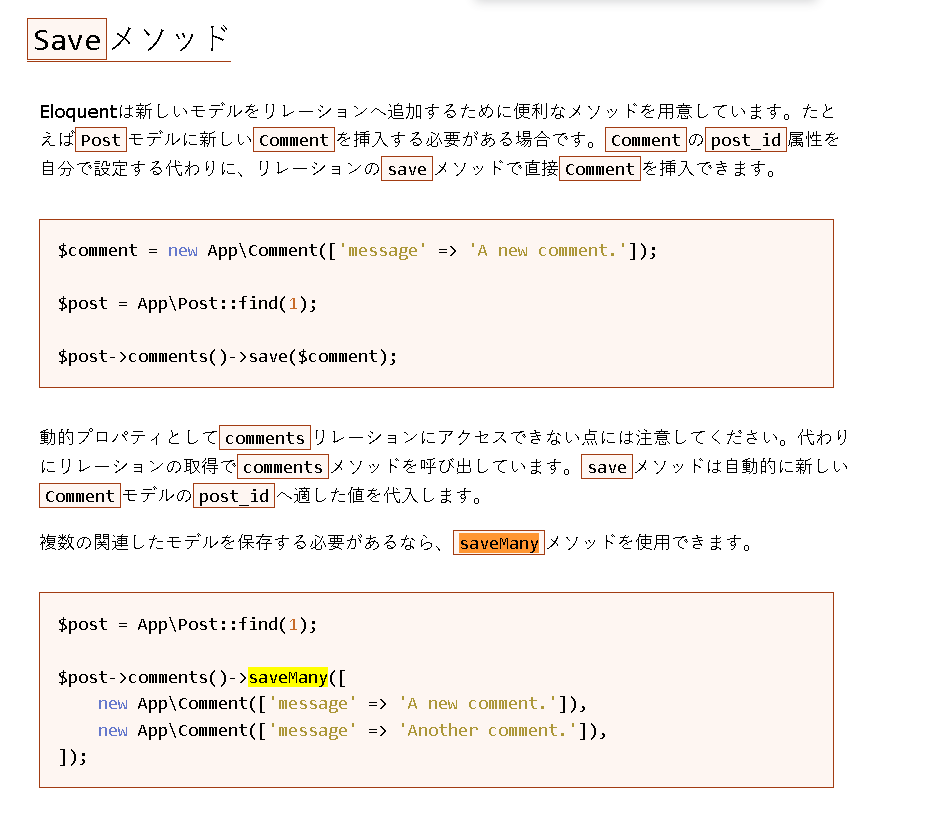 Saveメソッド
Eloquentは新しいモデルをリレーションへ追加するために便利なメソッドを用意しています。たと
えばPostモデルに新しいCommentを挿入する必要がある場合です。Commentのpost_id属性を
自分で設定する代わりに、リレーションのsaveメソッドで直接Commentを挿入できます。
$comment = new App\Comment(['message' => 'A new comment.']);
$post = App\Post::find(1);
$post->comments()->save($comment);
動的プロパティとしてcommentsリレーションにアクセスできない点には注意してください。代わり
にリレーションの取得でcommentsメソッドを呼び出しています。saveメソッドは自動的に新しい
Commentモデルのpost_idへ適した値を代入します。
複数の関連したモデルを保存する必要があるなら、saveManyメソッドを使用できます。
$post = App\Post::find(1);
$post->comments()->saveMany([
    new App\Comment(['message' => 'A new comment.']),
    new App\Comment(['message' => 'Another comment.']),
]);